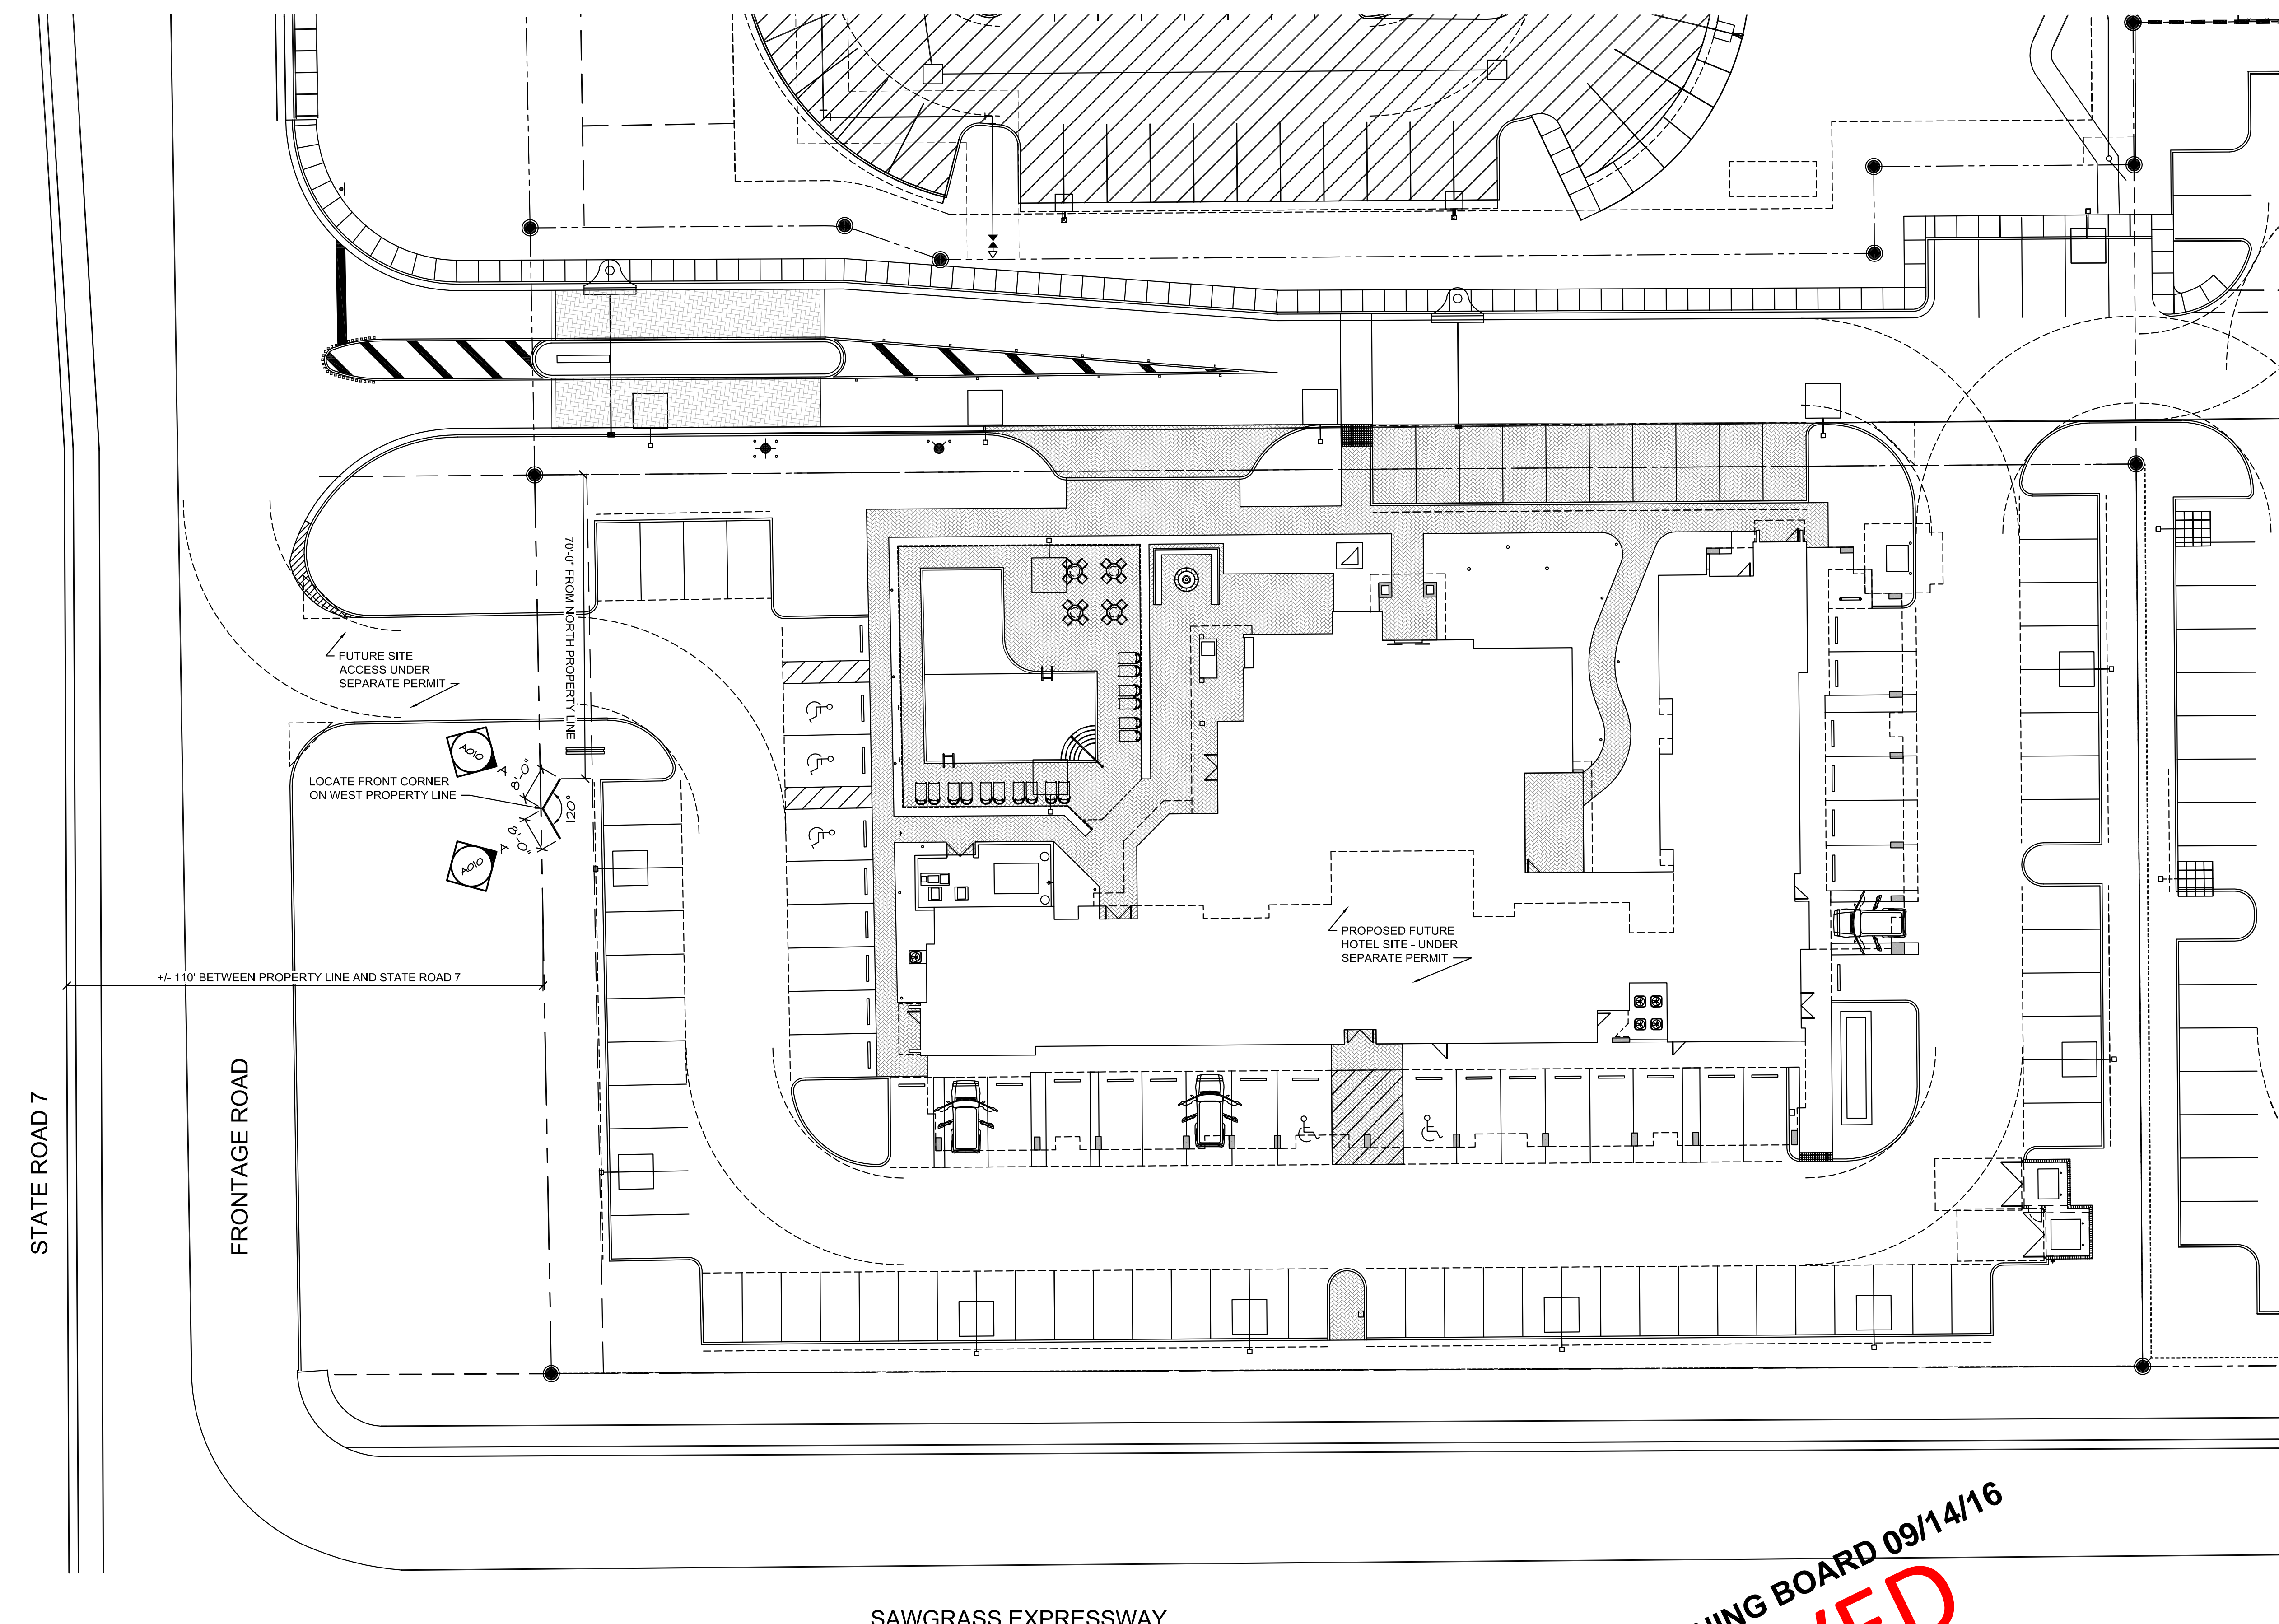 70'-0" FROM NORTH PROPERTY LINE
FUTURE SITE
ACCESS UNDER
SEPARATE PERMIT
A010
A
8'-0"
LOCATE FRONT CORNER
ON WEST PROPERTY LINE
120°
A010
A
8'-0"
PROPOSED FUTURE
HOTEL SITE - UNDER
SEPARATE PERMIT
+/- 110' BETWEEN PROPERTY LINE AND STATE ROAD 7
STATE ROAD 7
FRONTAGE ROAD
SAWGRASS EXPRESSWAY
BOARD 09/14/16